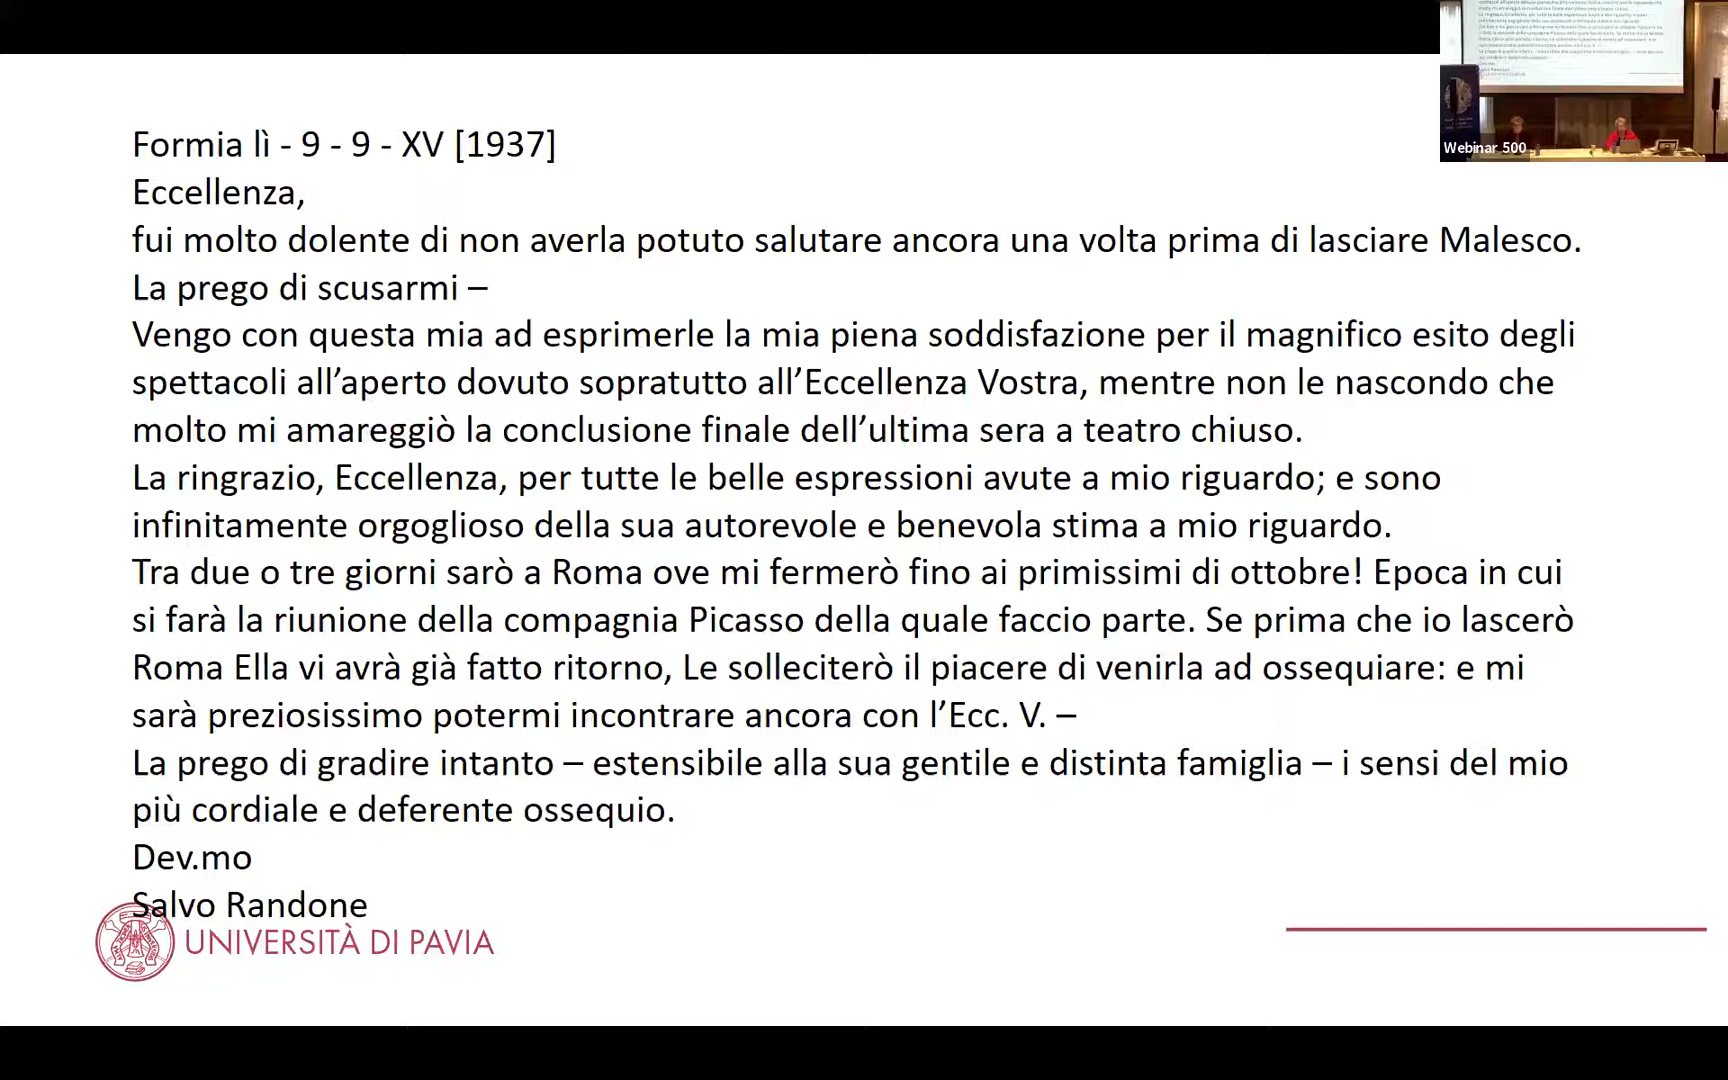 Formia lì - 9 - 9 - XV [1937]
Eccellenza,
fui molto dolente di non averla potuto salutare ancora una volta prima di lasciare Malesco.
La prego di scusarmi –
Vengo con questa mia ad esprimerle la mia piena soddisfazione per il magnifico esito degli
spettacoli all’aperto dovuto sopratutto all’Eccellenza Vostra, mentre non le nascondo che
molto mi amareggiò la conclusione finale dell’ultima sera a teatro chiuso.
La ringrazio, Eccellenza, per tutte le belle espressioni avute a mio riguardo; e sono
infinitamente orgoglioso della sua autorevole e benevola stima a mio riguardo.
Tra due o tre giorni sarò a Roma ove mi fermerò fino ai primissimi di ottobre! Epoca in cui
si farà la riunione della compagnia Picasso della quale faccio parte. Se prima che io lascerò
Roma Ella vi avrà già fatto ritorno, Le solleciterò il piacere di venirla ad ossequiare: e mi
sarà preziosissimo potermi incontrare ancora con l’Ecc. V. –
La prego di gradire intanto – estensibile alla sua gentile e distinta famiglia – i sensi del mio
più cordiale e deferente ossequio.
Dev.mo
Salvo Randone
UNIVERSITÀ DI PAVIA
Webinar 500